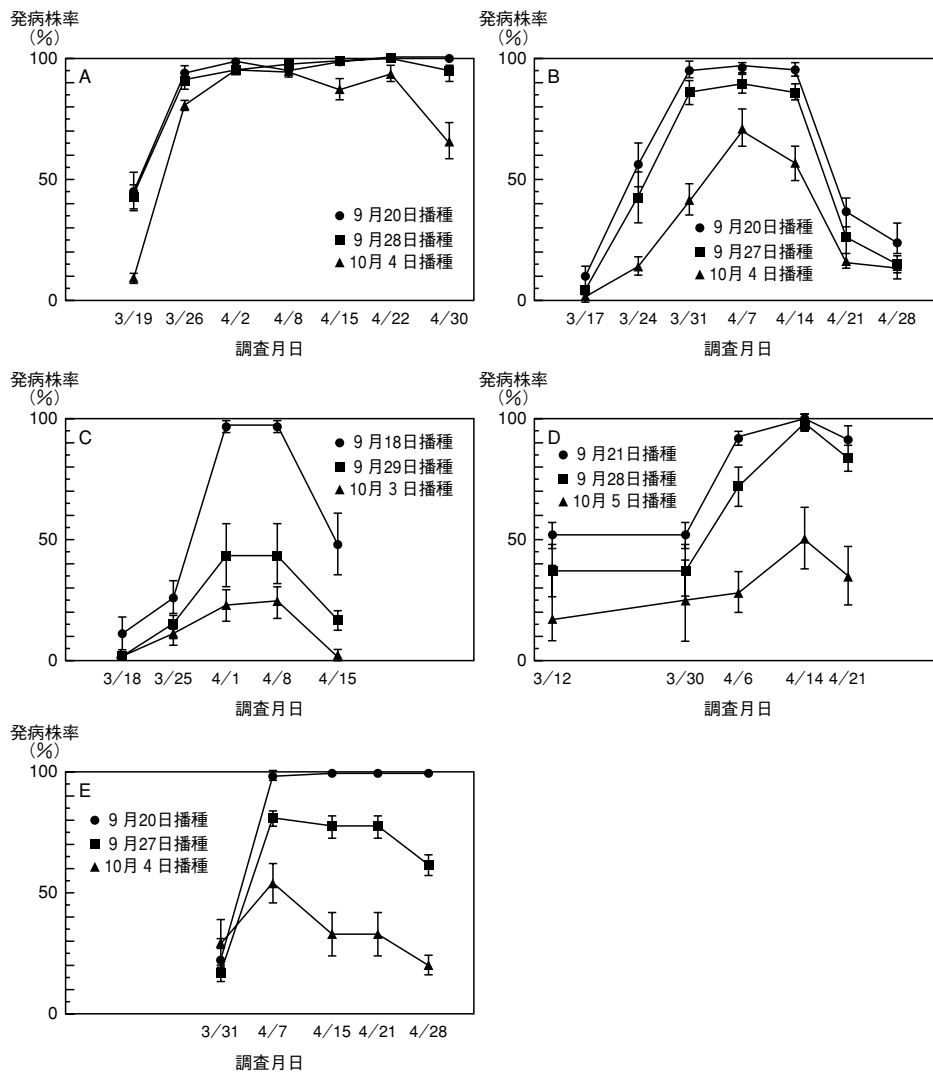 発病株率
(%)
100
50
0
A
● 9月20日播種
■ 9月28日播種
▲ 10月4日播種
3/19 3/26 4/2 4/8 4/15 4/22 4/30
調査月日
発病株率
(%)
100
50
0
B
● 9月20日播種
■ 9月27日播種
▲ 10月4日播種
3/17 3/24 3/31 4/7 4/14 4/21 4/28
調査月日
発病株率
(%)
100
50
0
C
● 9月18日播種
■ 9月29日播種
▲ 10月3日播種
3/18 3/25 4/1 4/8 4/15
調査月日
発病株率
(%)
100
50
0
D
● 9月21日播種
■ 9月28日播種
▲ 10月5日播種
3/12 3/30 4/6 4/14 4/21
調査月日
発病株率
(%)
100
50
0
E
● 9月20日播種
■ 9月27日播種
▲ 10月4日播種
3/31 4/7 4/15 4/21 4/28
調査月日